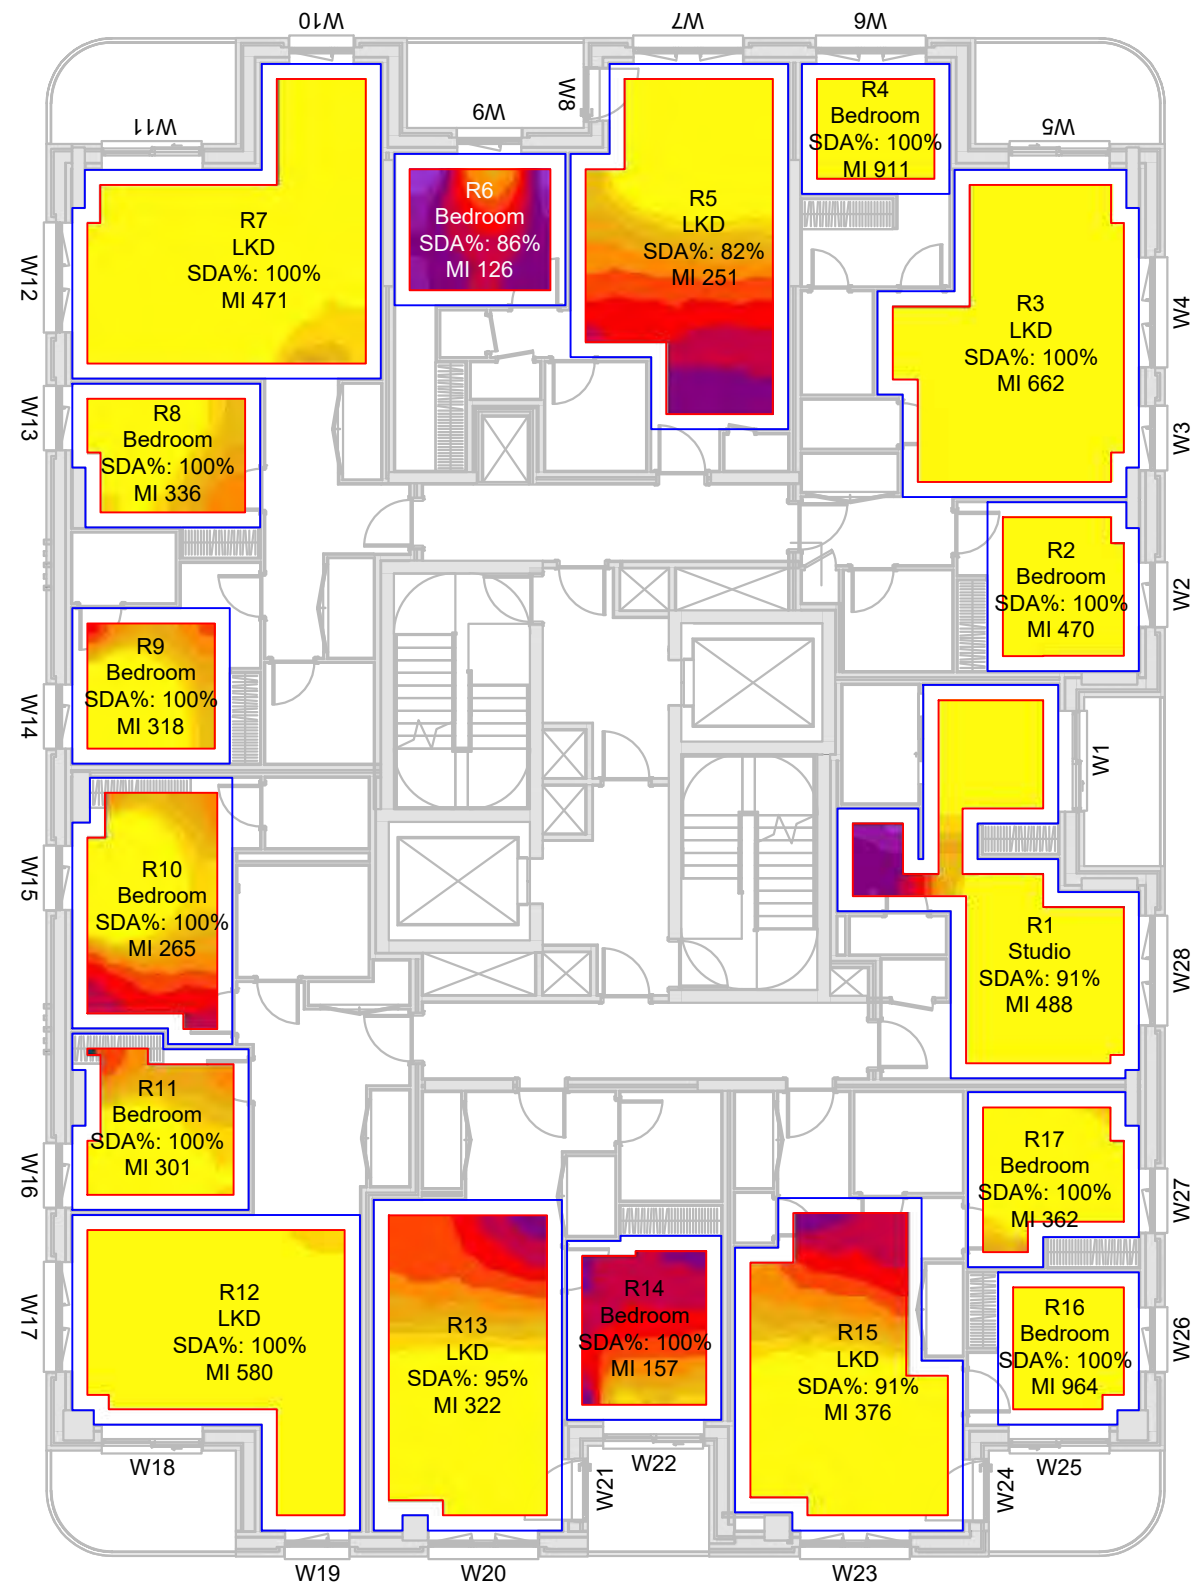 W10
W7
W6
W11
W9
W8
W5
R4
Bedroom
SDA%: 100%
MI 911
R6
Bedroom
SDA%: 86%
MI 126
R5
LKD
SDA%: 82%
MI 251
R7
LKD
SDA%: 100%
MI 471
W12
R3
LKD
SDA%: 100%
MI 662
W4
W13
R8
Bedroom
SDA%: 100%
MI 336
W3
R2
Bedroom
SDA%: 100%
MI 470
W2
R9
Bedroom
SDA%: 100%
MI 318
W14
W1
R10
Bedroom
SDA%: 100%
MI 265
W15
R1
Studio
SDA%: 91%
MI 488
W28
R11
Bedroom
SDA%: 100%
MI 301
W16
R17
Bedroom
SDA%: 100%
MI 362
W27
R12
LKD
SDA%: 100%
MI 580
W17
R13
LKD
SDA%: 95%
MI 322
R14
Bedroom
SDA%: 100%
MI 157
R15
LKD
SDA%: 91%
MI 376
R16
Bedroom
SDA%: 100%
MI 964
W26
W18
W21
W22
W24
W25
W19
W20
W23